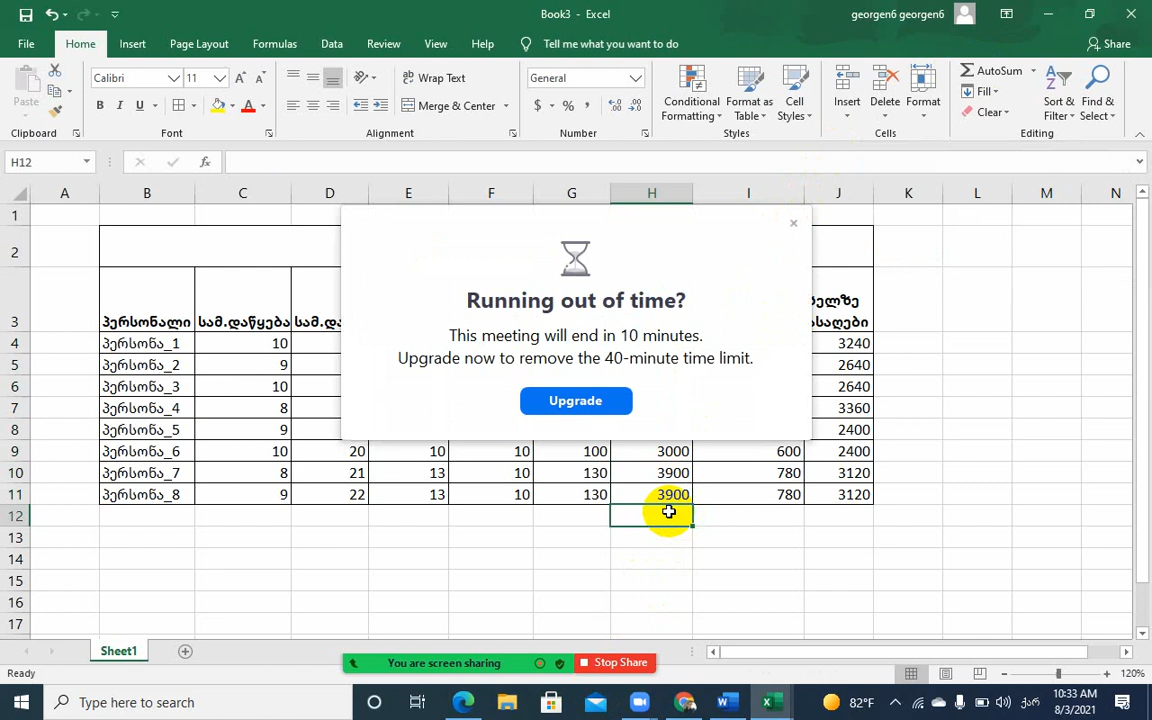 Book3 - Excel
georgen6 georgen6
File Home Insert Page Layout Formulas Data Review View Help Tell me what you want to do Share
Paste
Clipboard
Calibri 11
B I U
Font
Wrap Text
Merge & Center
Alignment
General
$ % ,
Number
Conditional Formatting
Format as Table
Cell Styles
Styles
Insert
Delete
Format
Cells
AutoSum
Fill
Clear
Sort & Filter
Find & Select
Editing
H12
fx
A B C D E F G H I J K L M N
1
2
3 პერსონალი სამ.დაწყება
4 პერსონა_1 10 3240
5 პერსონა_2 9 2640
6 პერსონა_3 10 2640
7 პერსონა_4 8 3360
8 პერსონა_5 9 2400
9 პერსონა_6 10 20 10 10 100 3000 600 2400
10 პერსონა_7 8 21 13 10 130 3900 780 3120
11 პერსონა_8 9 22 13 10 130 3900 780 3120
12
13
14
15
16
17
×
Running out of time?
This meeting will end in 10 minutes.
Upgrade now to remove the 40-minute time limit.
Upgrade
Sheet1
You are screen sharing Stop Share
Ready
120%
Type here to search
82°F
ქარ
10:33 AM
8/3/2021